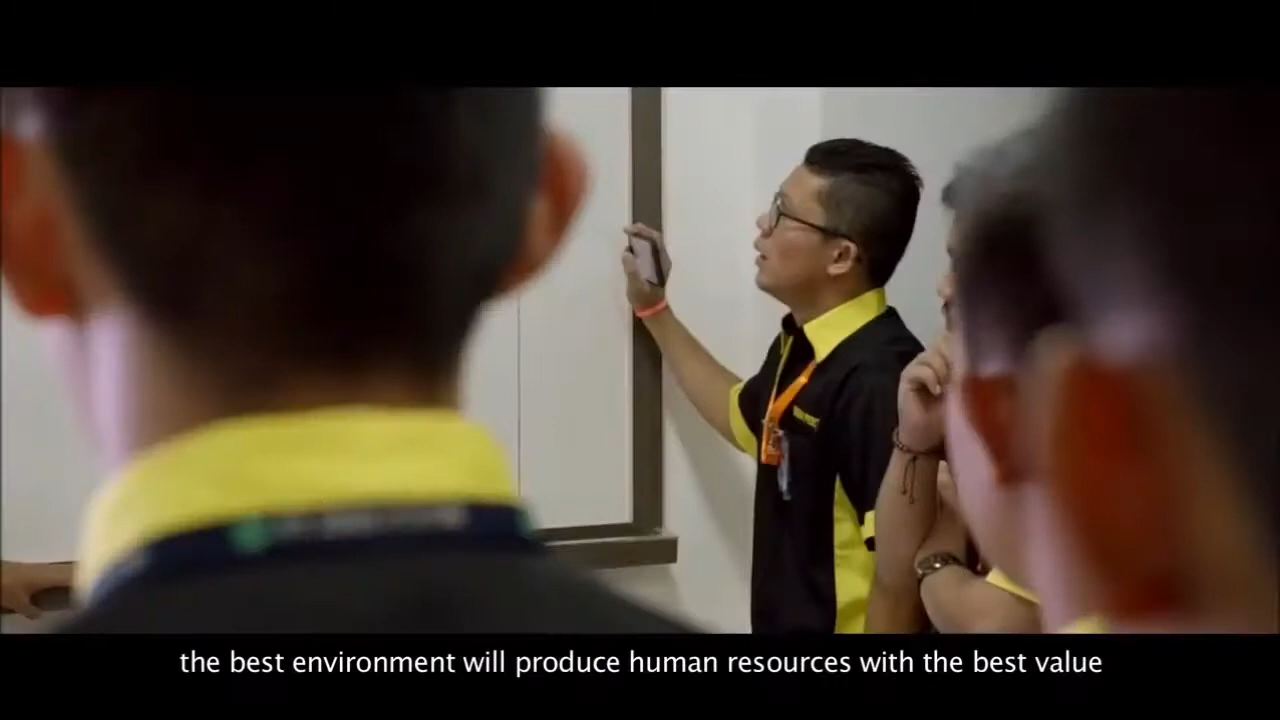 the best environment will produce human resources with the best value